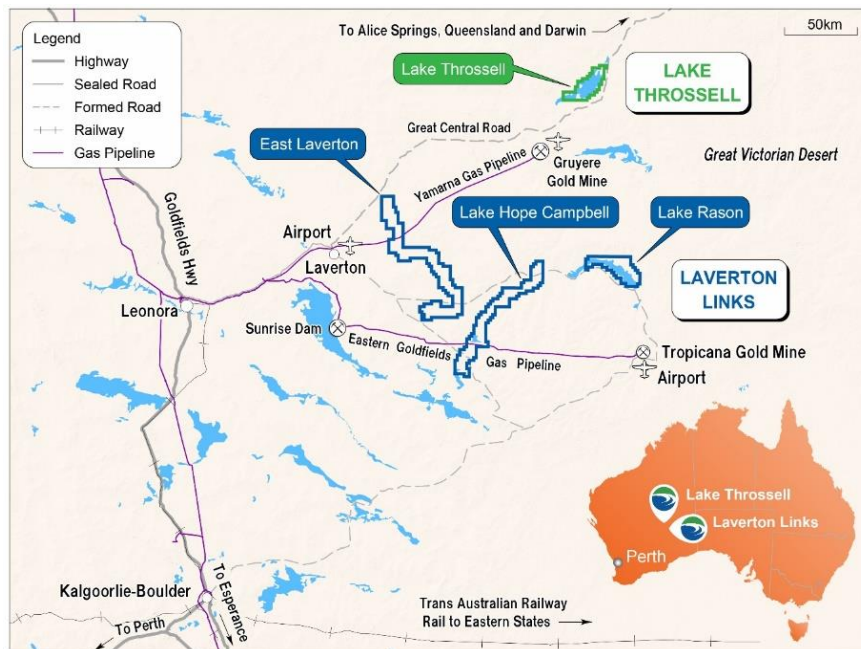 Legend
Highway
Sealed Road
Formed Road
Railway
Gas Pipeline
To Alice Springs, Queensland and Darwin
50km
Lake Throssell
LAKE
THROSSELL
Great Central Road
East Laverton
Yamarna Gas Pipeline
Gruyere
Gold Mine
Great Victorian Desert
Goldfields Hwy
Lake Hope Campbell
Lake Rason
Airport
Laverton
LAVERTON
LINKS
Leonora
Sunrise Dam
Eastern Goldfields
Gas Pipeline
Tropicana Gold Mine
Airport
Lake Throssell
Laverton Links
Perth
Kalgoorlie-Boulder
To Esperance
To Perth
Trans Australian Railway
Rail to Eastern States